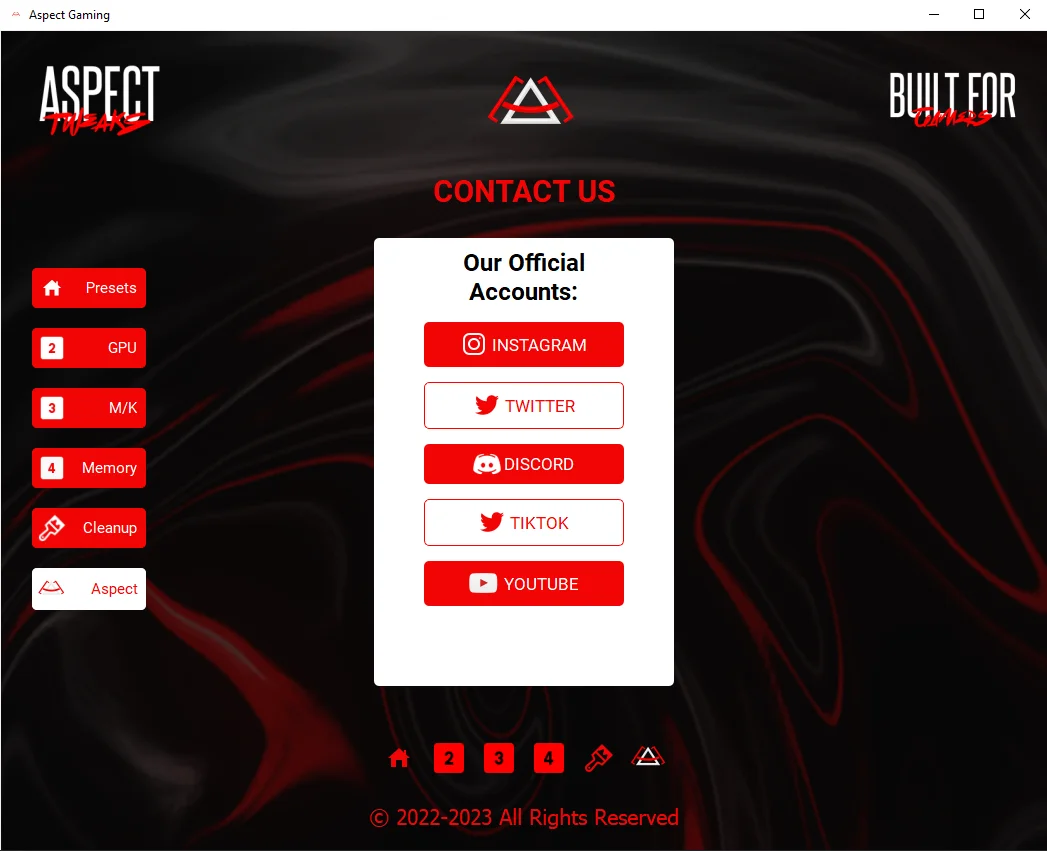 Aspect Gaming
ASPECT
TWEAKS
BUILT FOR
GAMERS
CONTACT US
Our Official
Accounts:
Presets
2 GPU
3 M/K
4 Memory
Cleanup
Aspect
INSTAGRAM
TWITTER
DISCORD
TIKTOK
YOUTUBE
2 3 4
© 2022-2023 All Rights Reserved